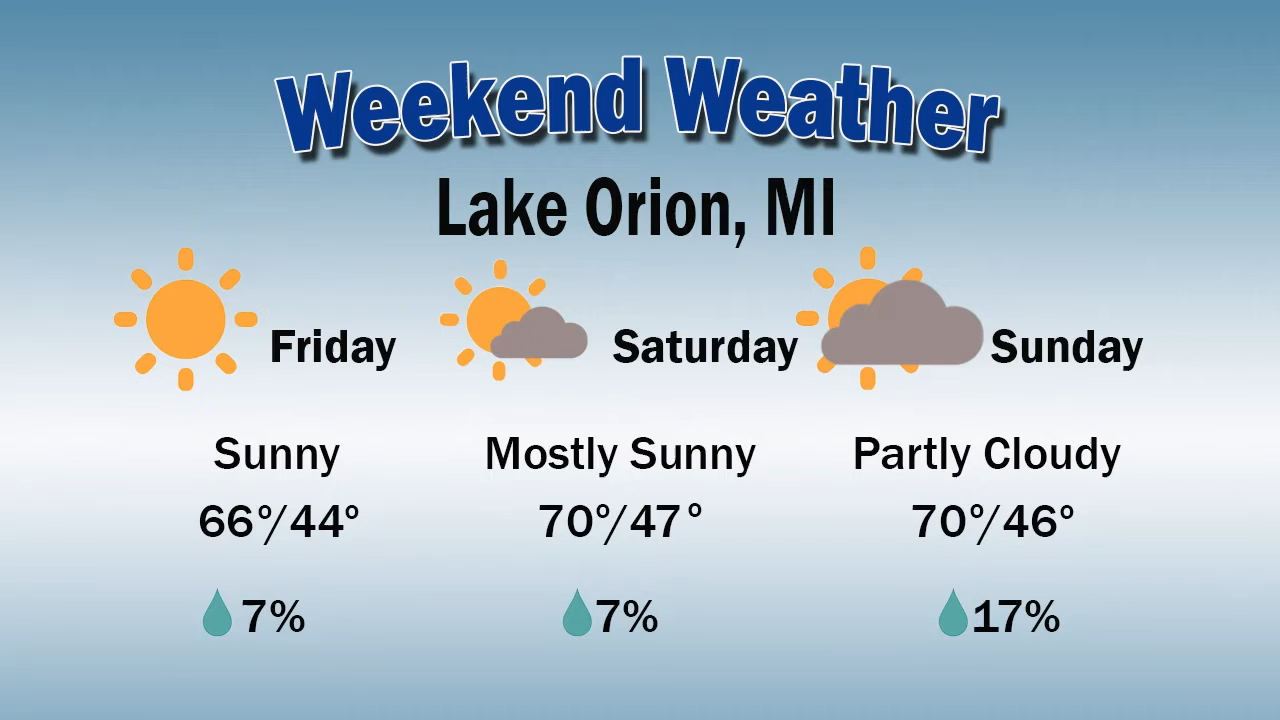 Weekend Weather
Lake Orion, MI
Friday Saturday Sunday
Sunny Mostly Sunny Partly Cloudy
66°/44° 70°/47° 70°/46°
7% 7% 17%